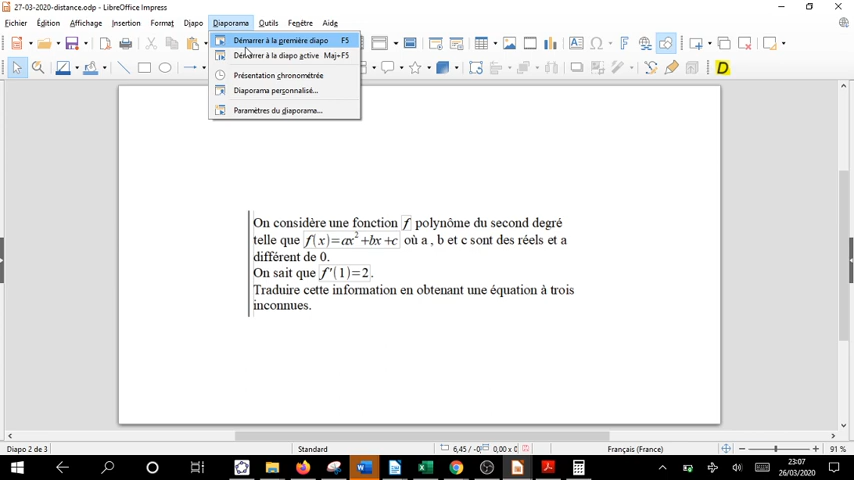 27-03-2020-distance.odp - LibreOffice Impress
Fichier Édition Affichage Insertion Format Diapo Diaporama Outils Fenêtre Aide
Démarrer à la première diapo F5
Démarrer à la diapo active Maj+F5
Présentation chronométrée
Diaporama personnalisé...
Paramètres du diaporama...
D
On considère une fonction f polynôme du second degré
telle que f(x)=ax²+bx+c où a , b et c sont des réels et a
différent de 0.
On sait que f'(1)=2.
Traduire cette information en obtenant une équation à trois
inconnues.
Diapo 2 de 3 Standard 6,45 / -0 0,00 x 0 Français (France) 91 %
23:07
26/03/2020